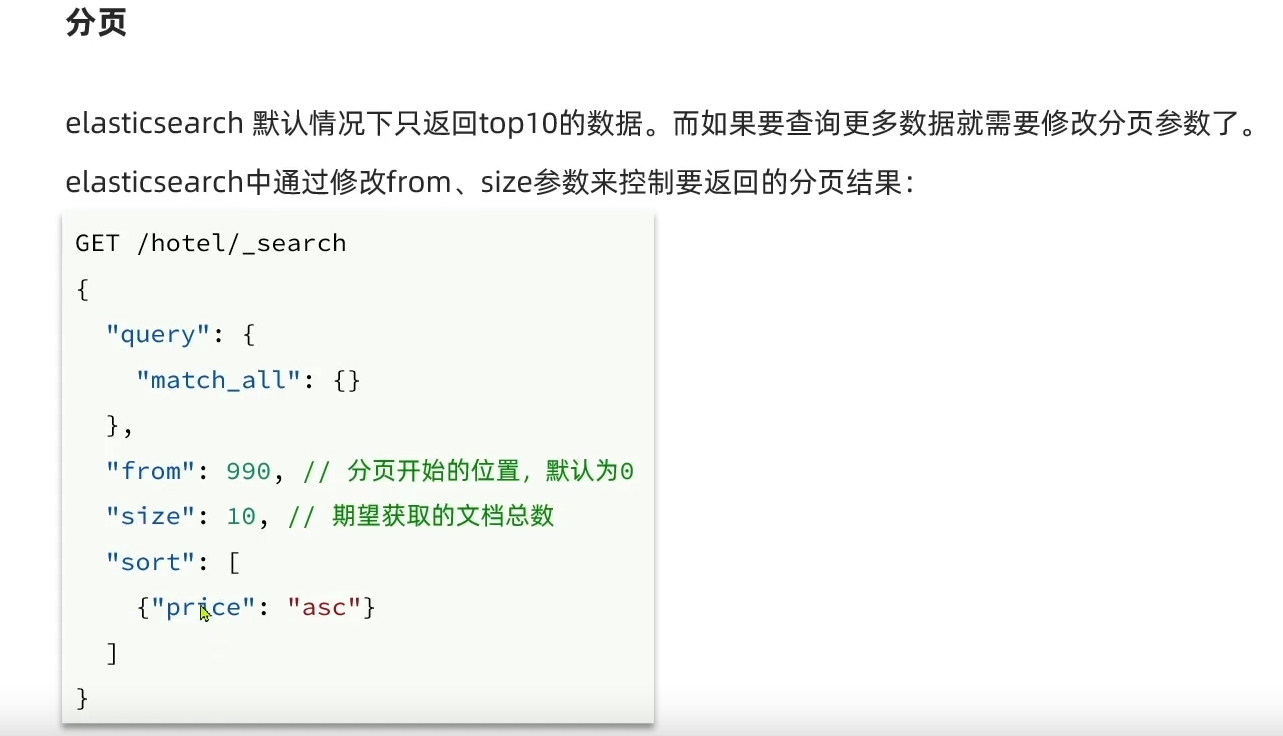 分页
elasticsearch 默认情况下只返回top10的数据。而如果要查询更多数据就需要修改分页参数了。
elasticsearch中通过修改from、size参数来控制要返回的分页结果：
GET /hotel/_search
{
  "query": {
    "match_all": {}
  },
  "from": 990, // 分页开始的位置，默认为0
  "size": 10, // 期望获取的文档总数
  "sort": [
    {"price": "asc"}
  ]
}